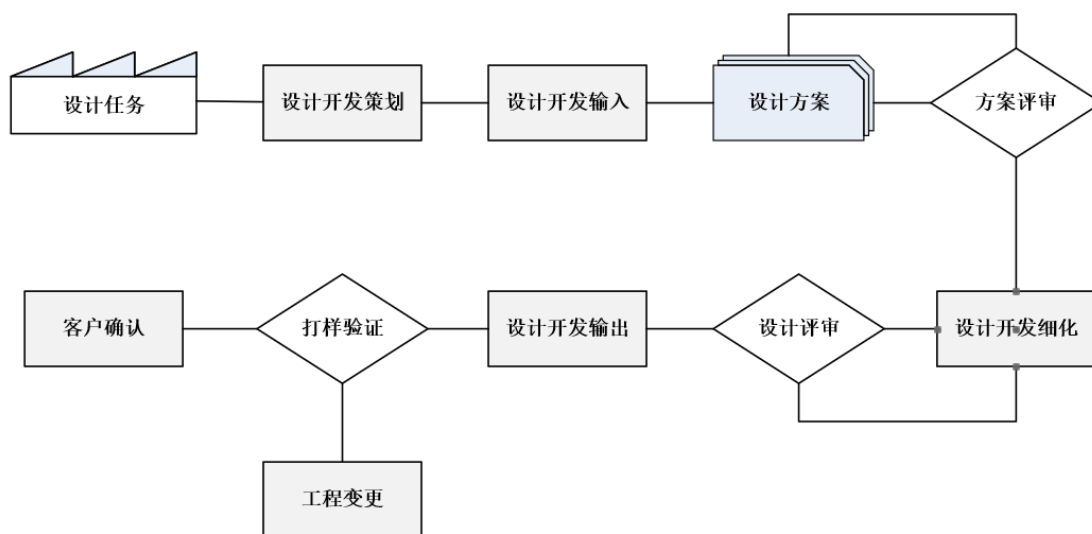 设计任务
设计开发策划
设计开发输入
设计方案
方案评审
客户确认
打样验证
设计开发输出
设计评审
设计开发细化
工程变更